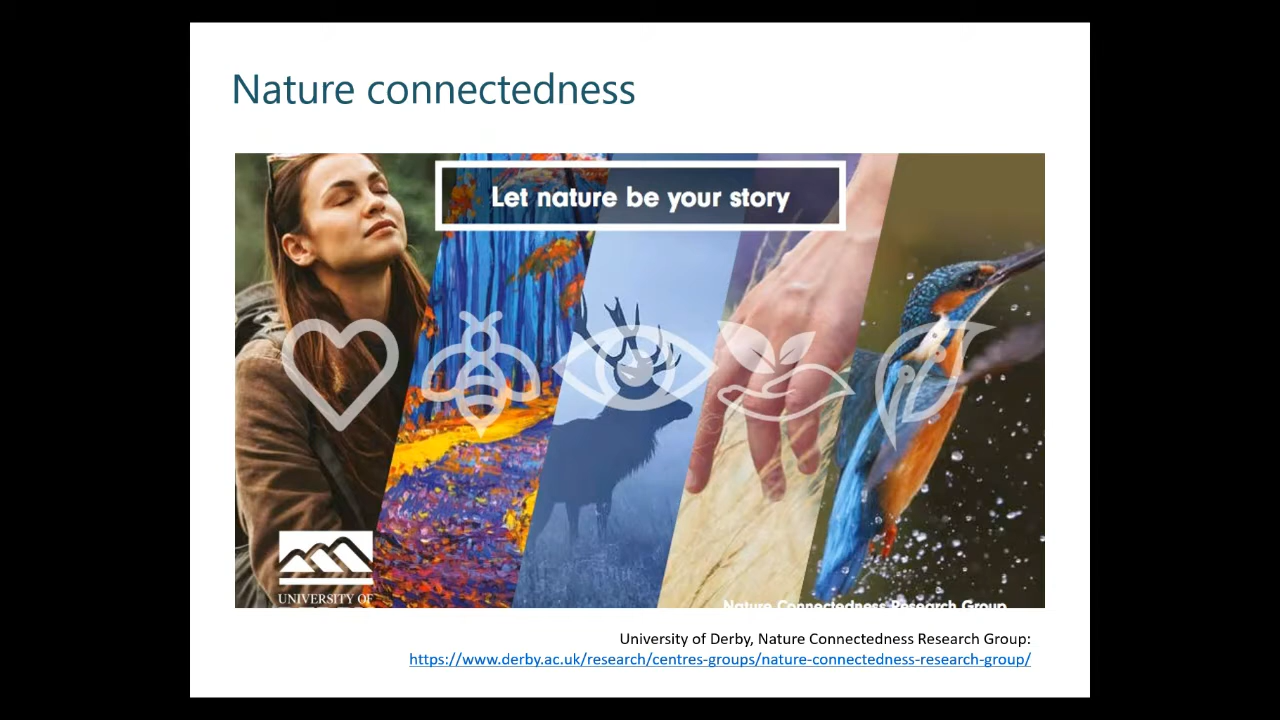 Nature connectedness
Let nature be your story
UNIVERSITY OF
Nature Connectedness Research Group
University of Derby, Nature Connectedness Research Group:
https://www.derby.ac.uk/research/centres-groups/nature-connectedness-research-group/